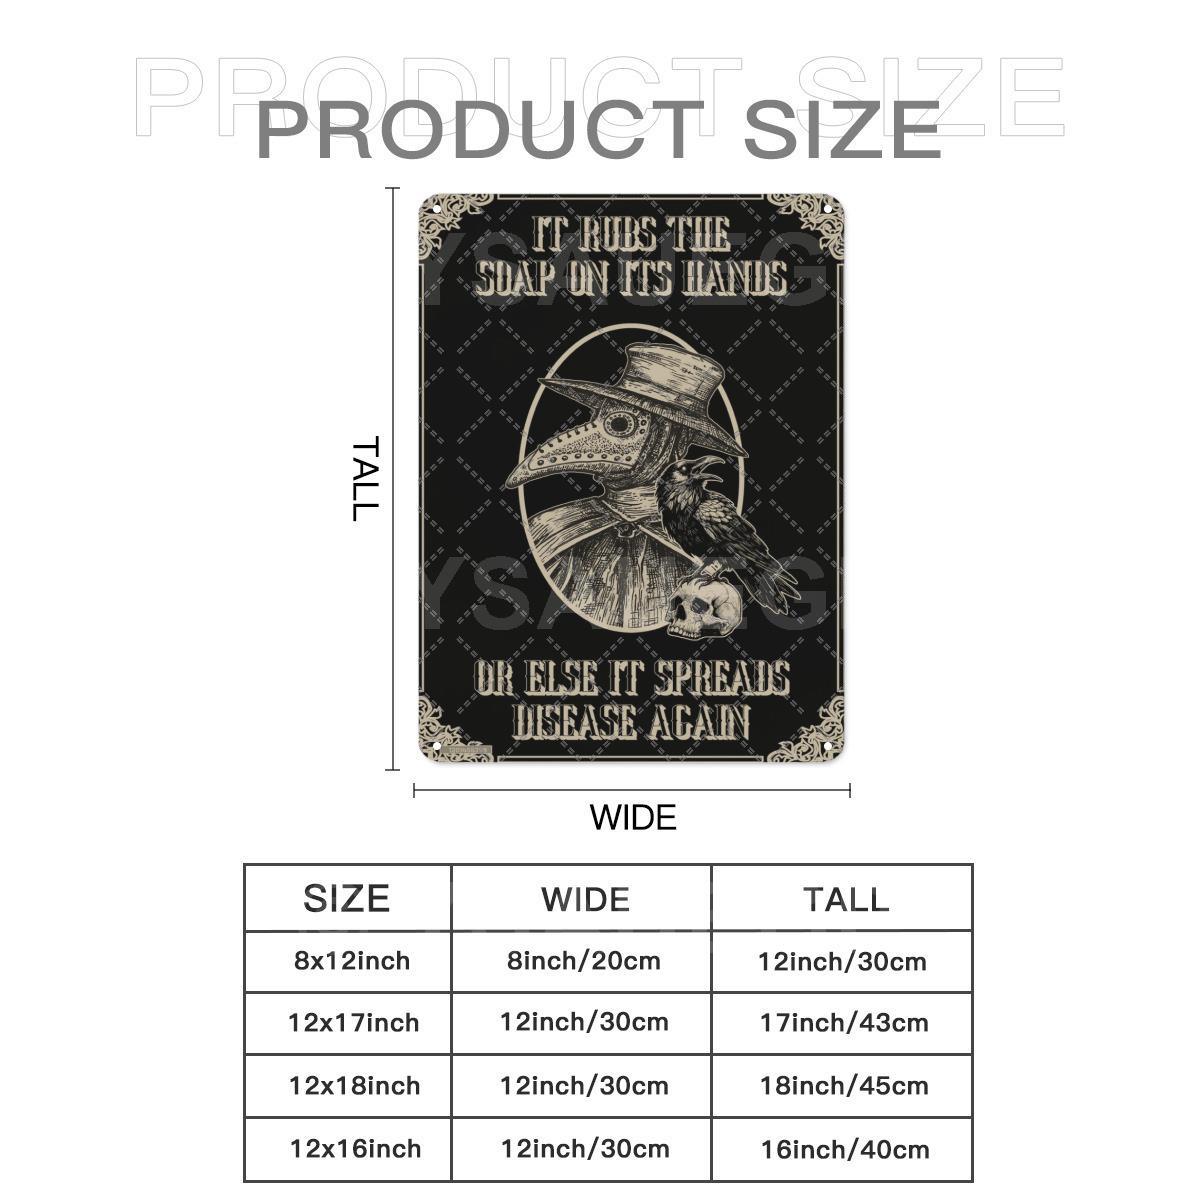 PRODUCT SIZE
PRODUCT SIZE
IT RUBS THE
SOAP ON ITS HANDS
OR ELSE IT SPREADS
DISEASE AGAIN
TALL
WIDE
SIZE WIDE TALL
8x12inch 8inch/20cm 12inch/30cm
12x17inch 12inch/30cm 17inch/43cm
12x18inch 12inch/30cm 18inch/45cm
12x16inch 12inch/30cm 16inch/40cm